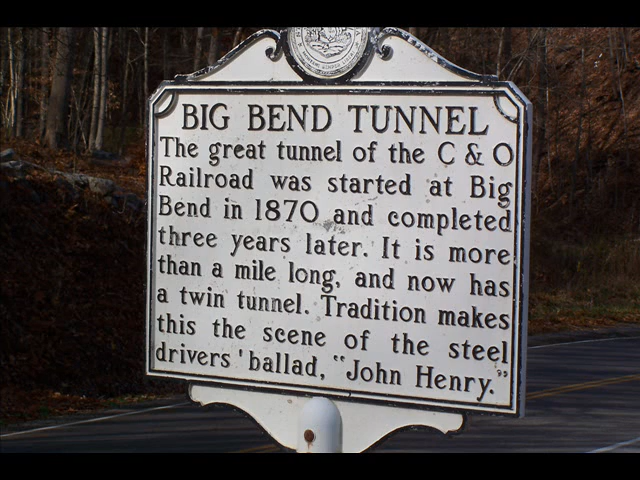 BIG BEND TUNNEL
The great tunnel of the C & O
Railroad was started at Big
Bend in 1870 and completed
three years later. It is more
than a mile long, and now has
a twin tunnel. Tradition makes
this the scene of the steel
drivers' ballad, "John Henry."